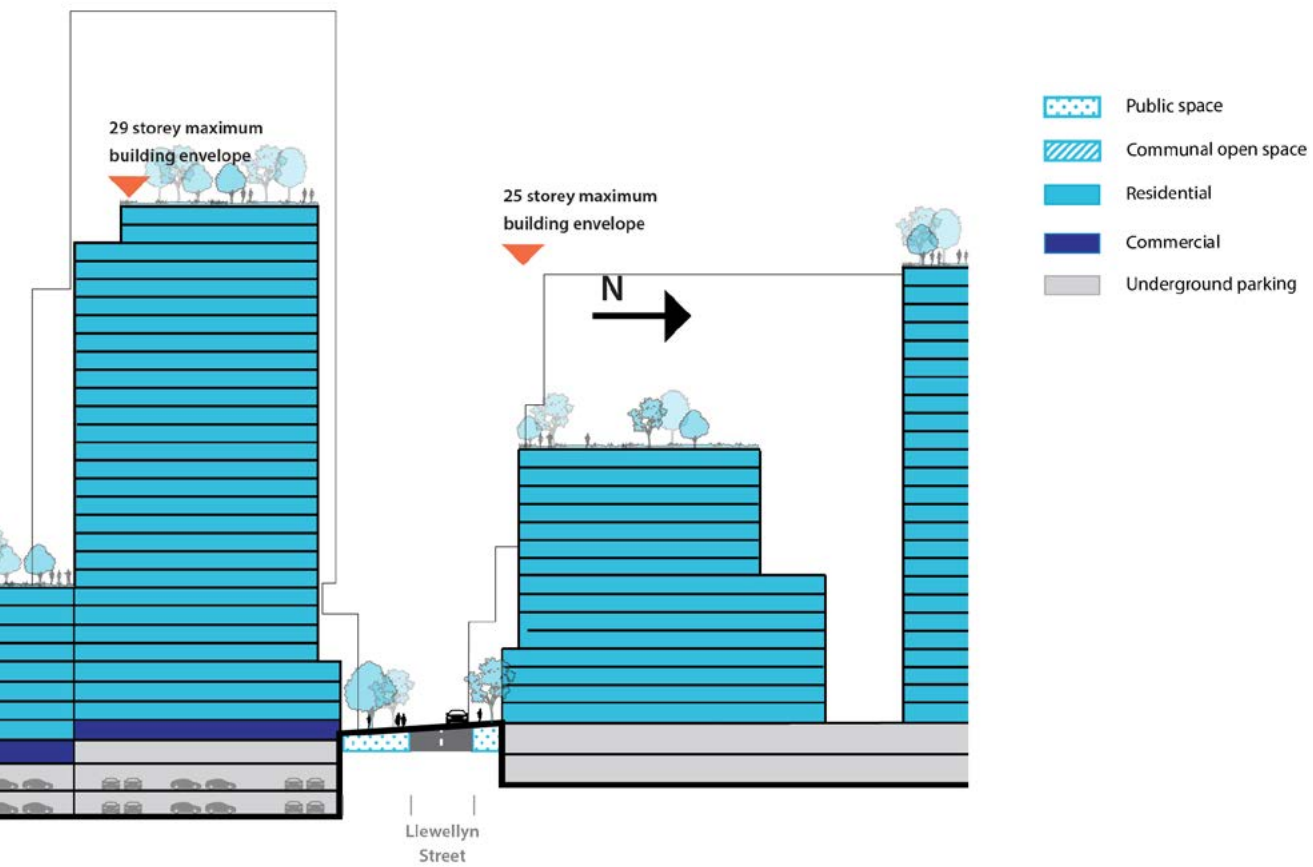 29 storey maximum
building envelope
25 storey maximum
building envelope
N
Public space
Communal open space
Residential
Commercial
Underground parking
Llewellyn
Street